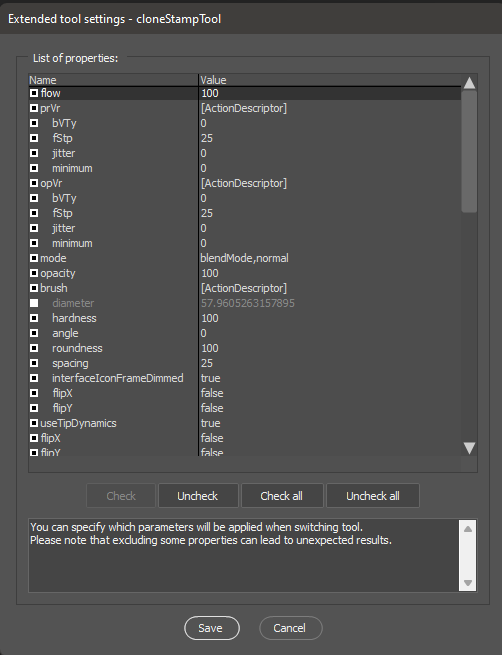 Extended tool settings - cloneStampTool
List of properties:
Name Value
flow 100
prVr [ActionDescriptor]
bVTy 0
fStp 25
jitter 0
minimum 0
opVr [ActionDescriptor]
bVTy 0
fStp 25
jitter 0
minimum 0
mode blendMode,normal
opacity 100
brush [ActionDescriptor]
diameter 57.9605263157895
hardness 100
angle 0
roundness 100
spacing 25
interfaceIconFrameDimmed true
flipX false
flipY false
useTipDynamics true
flipX false
flipY false
Check Uncheck Check all Uncheck all
You can specify which parameters will be applied when switching tool.
Please note that excluding some properties can lead to unexpected results.
Save Cancel